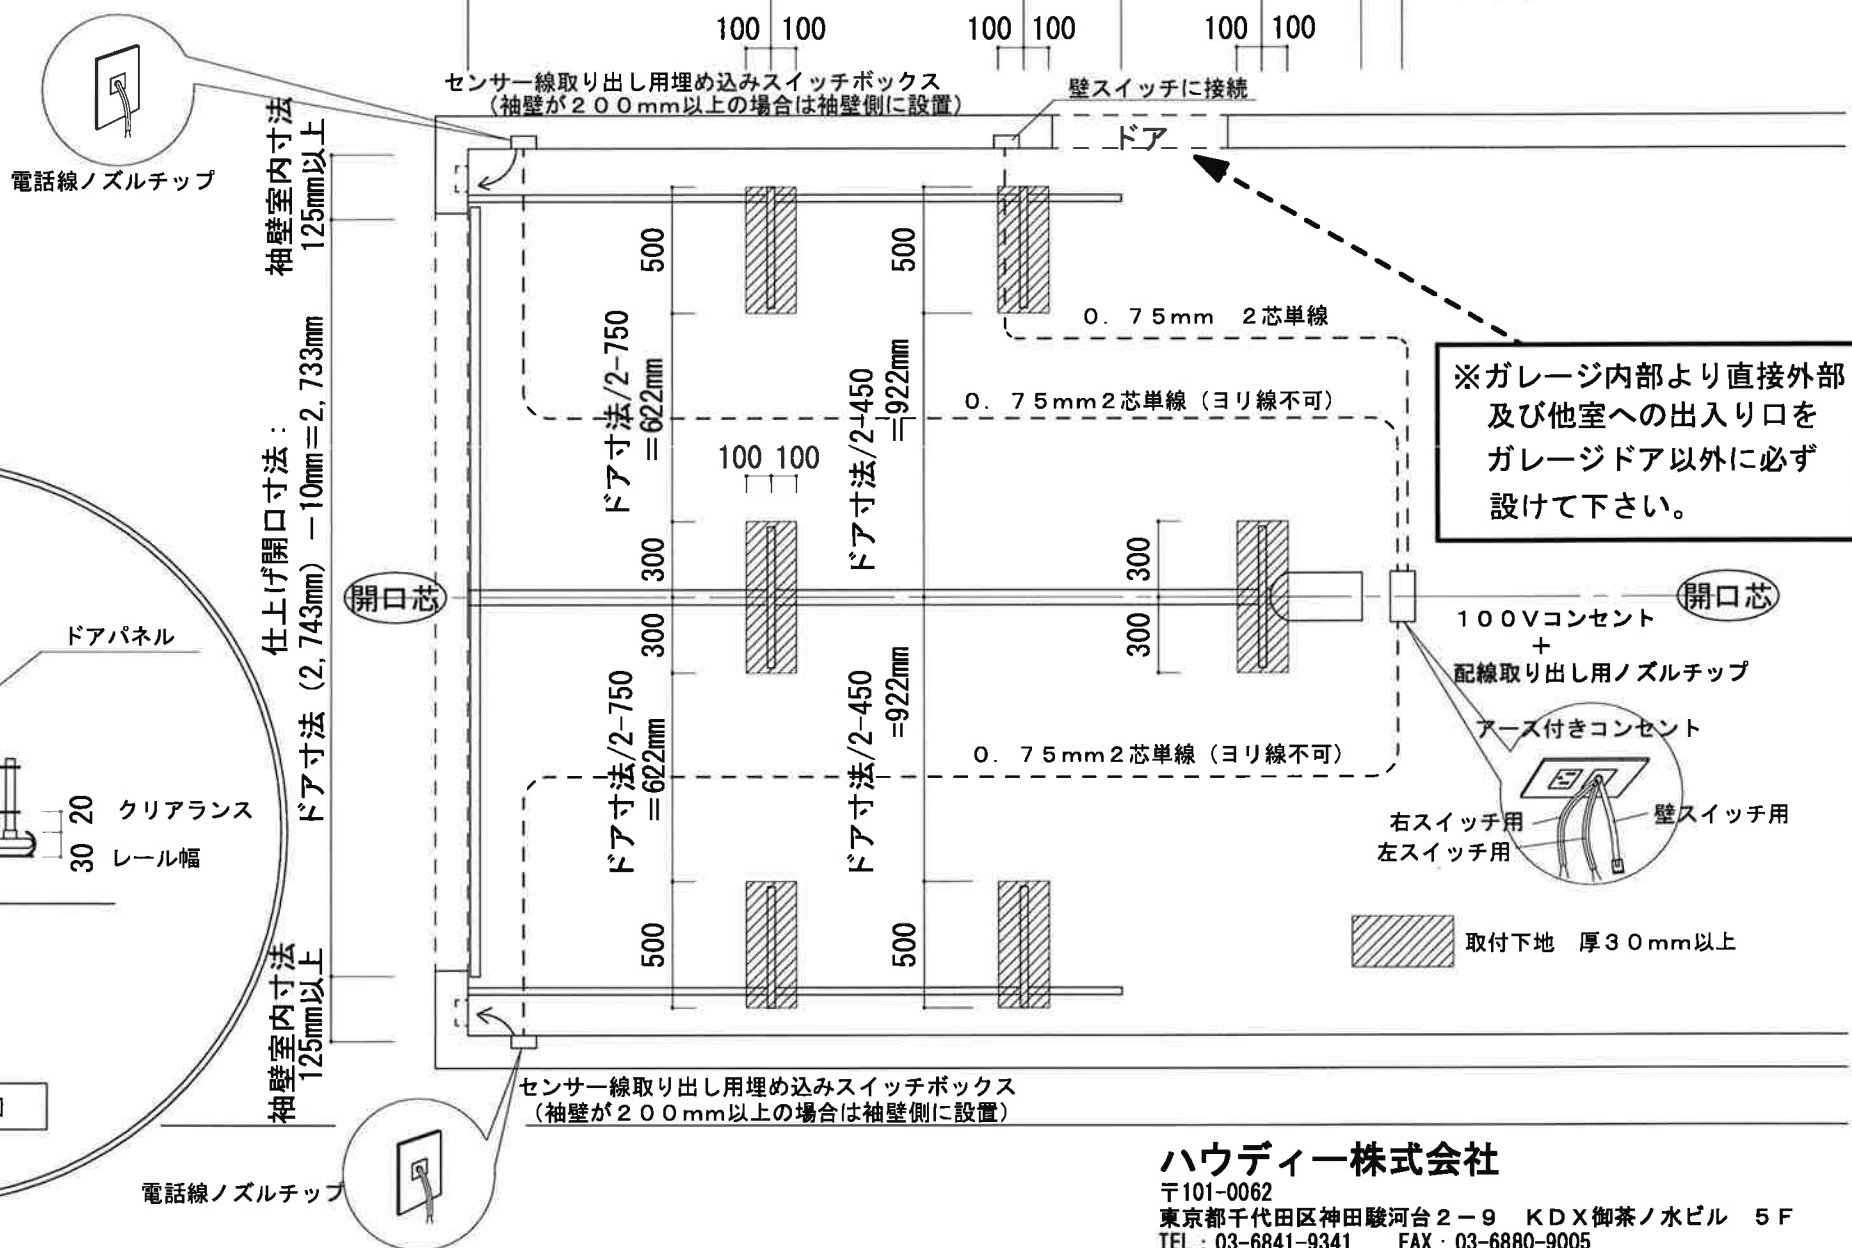 100 100
100 100
100 100
センサー線取り出し用埋め込みスイッチボックス
(袖壁が200mm以上の場合は袖壁側に設置)
壁スイッチに接続
ドア
電話線ノズルチップ
袖壁室内寸法
125mm以上
500
500
0.75mm 2芯単線
※ガレージ内部より直接外部
及び他室への出入り口を
ガレージドア以外に必ず
設けて下さい。
ドア寸法/2-750
=622mm
ドア寸法/2-450
=922mm
0.75mm2芯単線(ヨリ線不可)
100 100
仕上げ開口寸法:
ドア寸法(2,743mm)-10mm=2,733mm
300
300
300
300
開口芯
開口芯
100Vコンセント
+
配線取り出し用ノズルチップ
ドアパネル
アース付きコンセント
ドア寸法/2-750
=622mm
ドア寸法/2-450
=922mm
0.75mm2芯単線(ヨリ線不可)
20 クリアランス
30 レール幅
右スイッチ用
左スイッチ用
壁スイッチ用
500
500
取付下地 厚30mm以上
袖壁室内寸法
125mm以上
センサー線取り出し用埋め込みスイッチボックス
(袖壁が200mm以上の場合は袖壁側に設置)
電話線ノズルチップ
ハウディー株式会社
〒101-0062
東京都千代田区神田駿河台2-9 KDX御茶ノ水ビル 5F
TEL:03-6841-9341 FAX:03-6880-9005